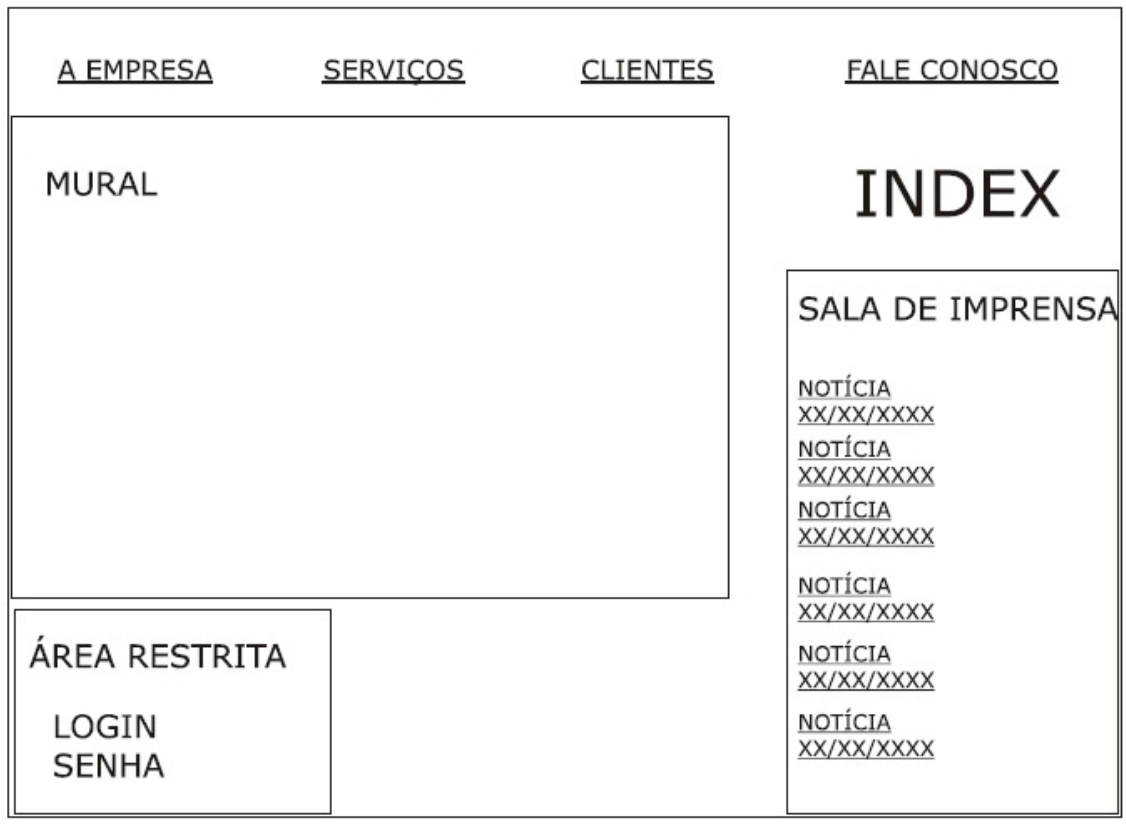 A EMPRESA
SERVIÇOS
CLIENTES
FALE CONOSCO
MURAL
INDEX
SALA DE IMPRENSA
NOTÍCIA
XX/XX/XXXX
NOTÍCIA
XX/XX/XXXX
NOTÍCIA
XX/XX/XXXX
NOTÍCIA
XX/XX/XXXX
NOTÍCIA
XX/XX/XXXX
NOTÍCIA
XX/XX/XXXX
ÁREA RESTRITA
LOGIN
SENHA